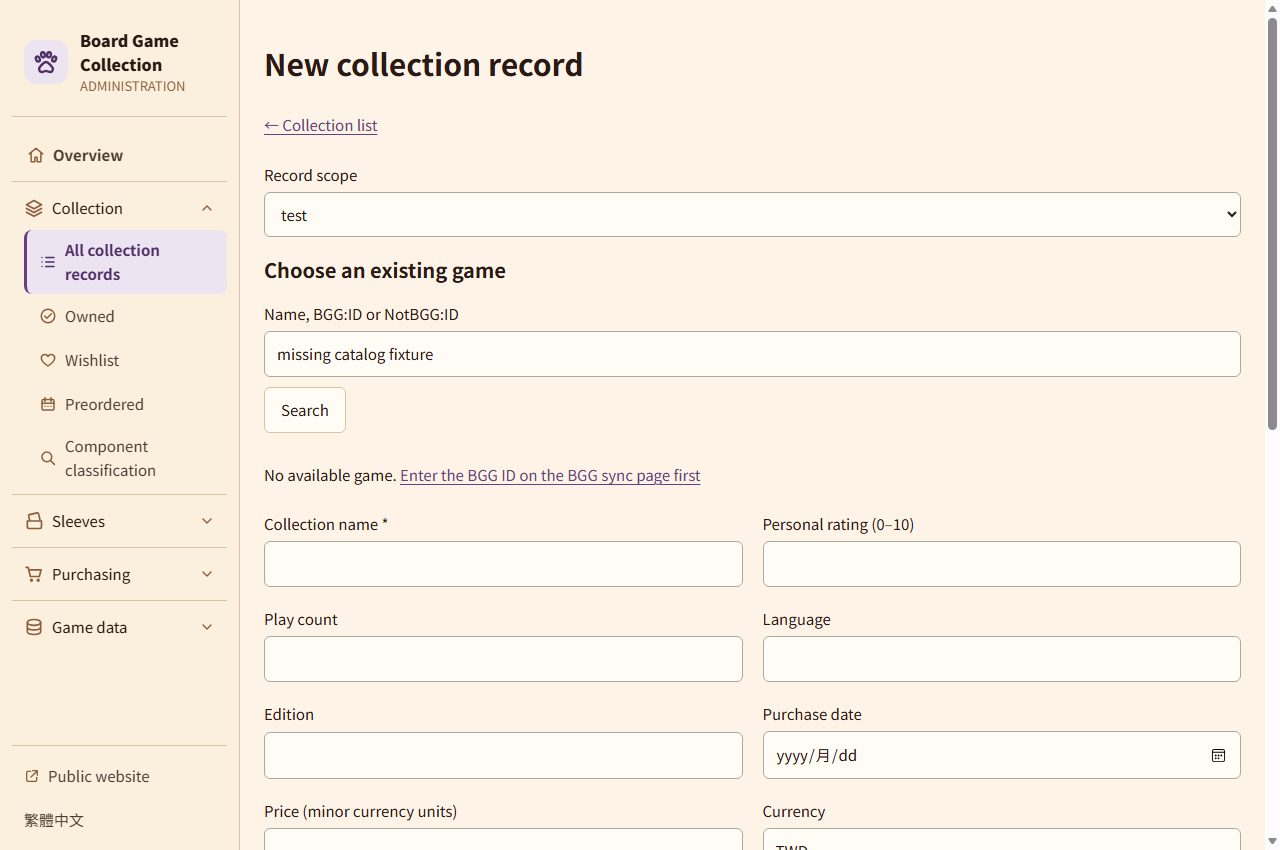 Board Game
Collection
ADMINISTRATION
Overview
Collection
All collection
records
Owned
Wishlist
Preordered
Component
classification
Sleeves
Purchasing
Game data
Public website
繁體中文
New collection record
← Collection list
Record scope
test
Choose an existing game
Name, BGG:ID or NotBGG:ID
missing catalog fixture
Search
No available game. Enter the BGG ID on the BGG sync page first
Collection name *
Personal rating (0–10)
Play count
Language
Edition
Purchase date
yyyy/月/dd
Price (minor currency units)
Currency
TWD